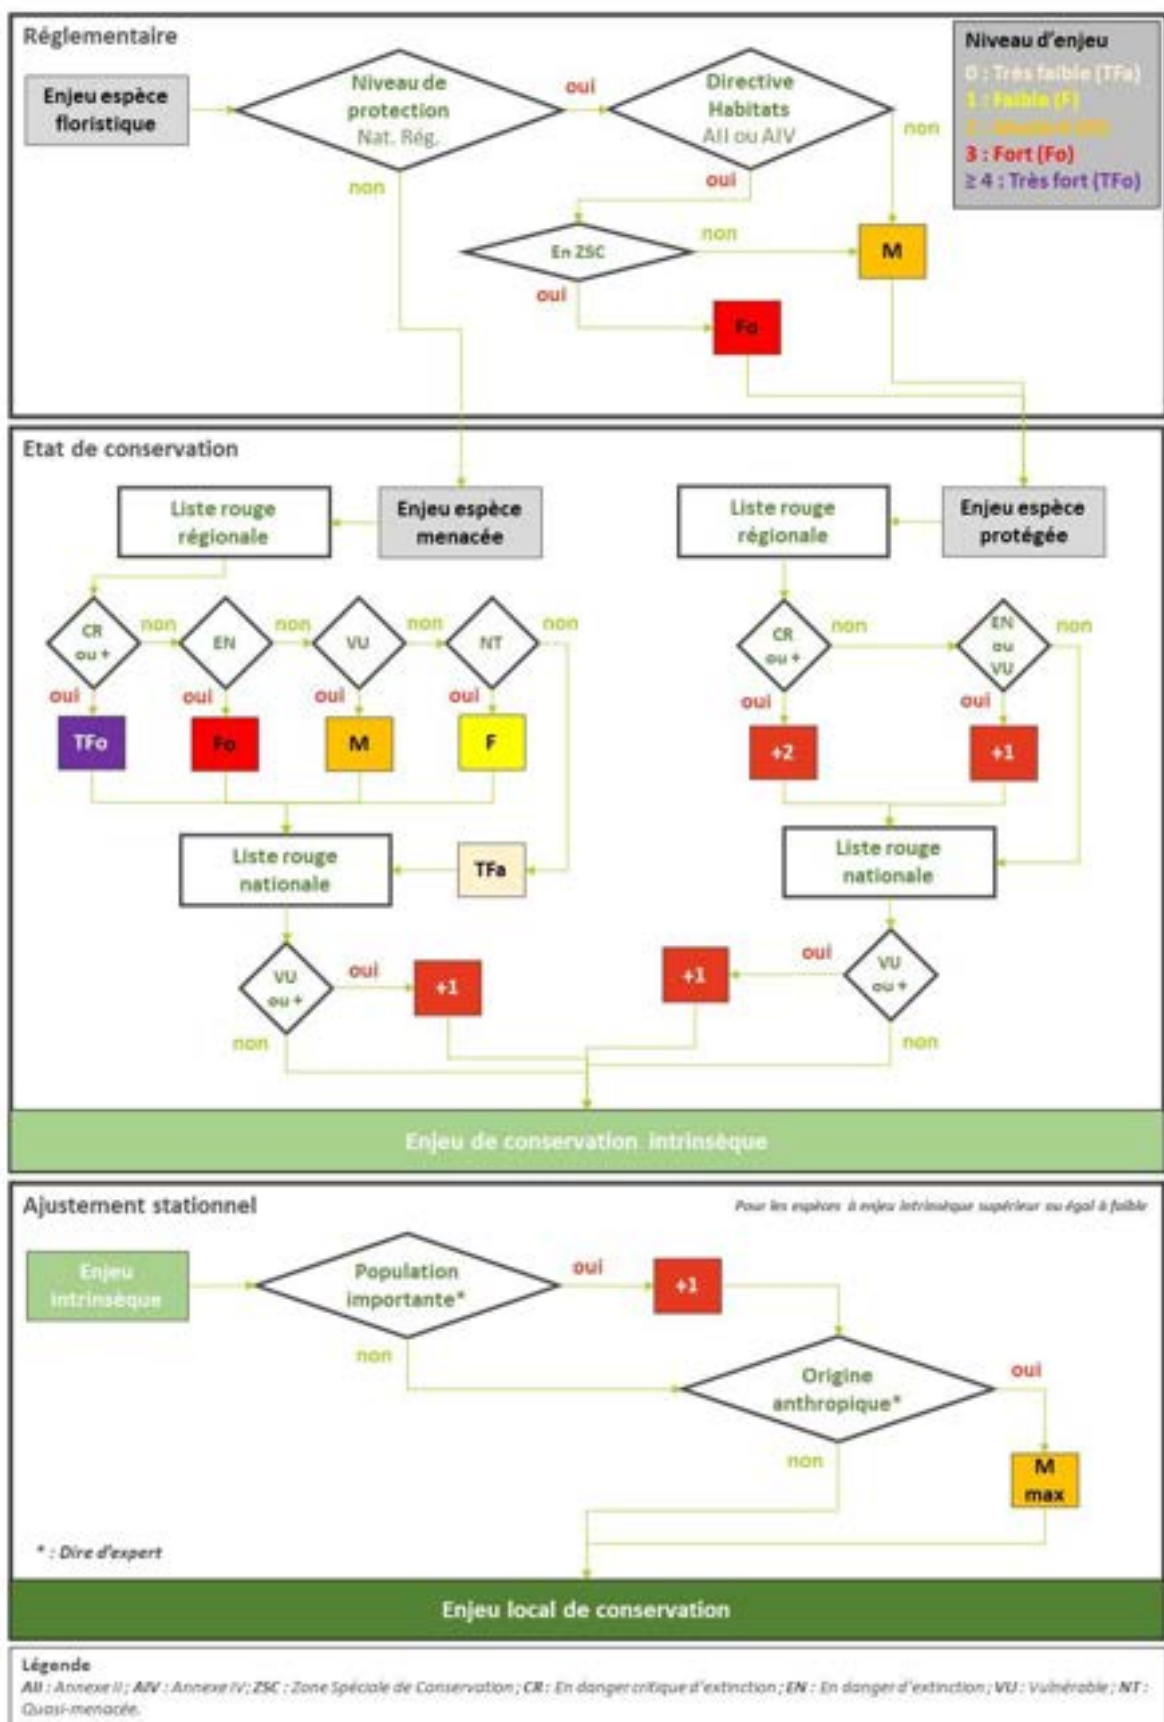 Réglementaire
Niveau d'enjeu
0 : Très faible (TFa)
1 : Faible (F)
3 : Fort (Fo)
≥ 4 : Très fort (TFo)
Enjeu espèce
floristique
Niveau de
protection
Nat. Rég.
oui
Directive
Habitats
AII ou AIV
non
non
oui
En ZSC
non
M
oui
Fo
Etat de conservation
Liste rouge
régionale
Enjeu espèce
menacée
Liste rouge
régionale
Enjeu espèce
protégée
CR
ou +
non
EN
non
VU
non
NT
non
CR
ou +
non
EN
ou
VU
non
oui
oui
oui
oui
oui
oui
TFo
Fo
M
F
+2
+1
Liste rouge
nationale
TFa
Liste rouge
nationale
VU
ou +
oui
+1
+1
oui
VU
ou +
non
non
Enjeu de conservation intrinsèque
Ajustement stationnel
Pour les espèces à enjeu intrinsèque supérieur ou égal à faible
Enjeu
intrinsèque
Population
importante*
oui
+1
non
Origine
anthropique*
oui
non
M
max
* : Dire d'expert
Enjeu local de conservation
Légende
AII : Annexe II ; AIV : Annexe IV ; ZSC : Zone Spéciale de Conservation ; CR : En danger critique d'extinction ; EN : En danger d'extinction ; VU : Vulnérable ; NT :
Quasi-menacée.